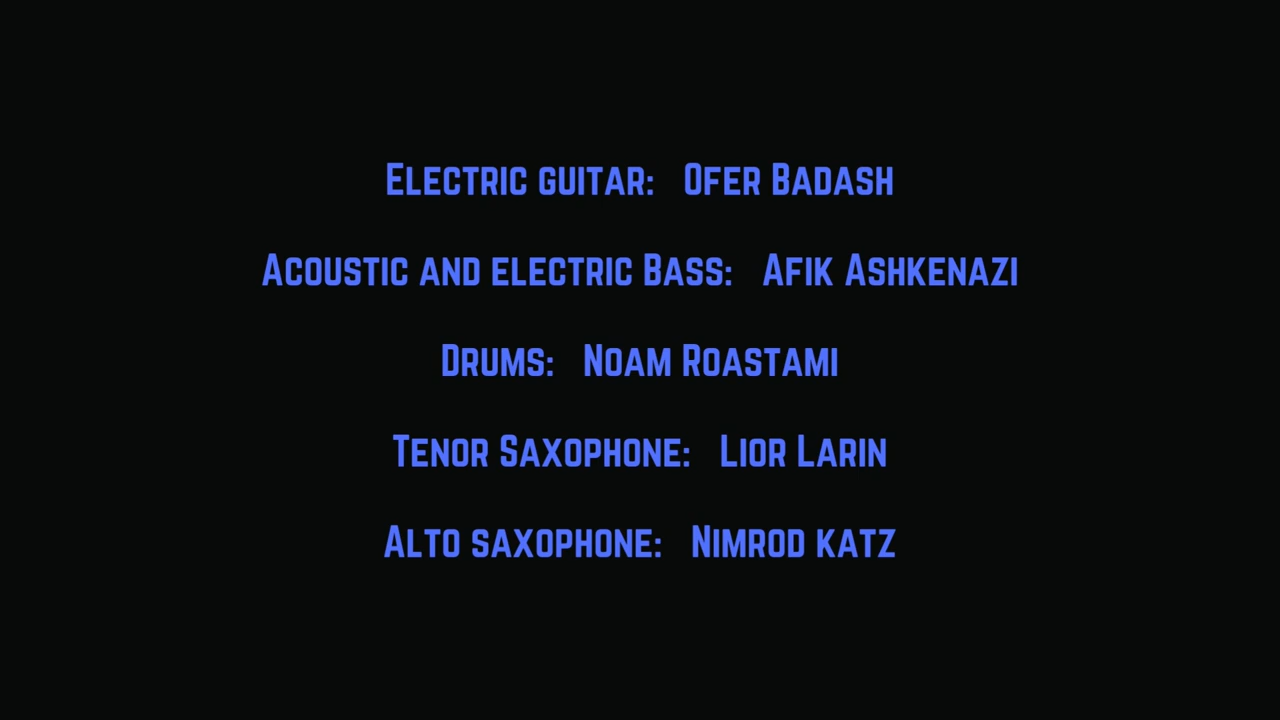 Electric guitar: Ofer Badash
Acoustic and electric Bass: Afik Ashkenazi
Drums: Noam Roastami
Tenor Saxophone: Lior Larin
Alto saxophone: Nimrod katz